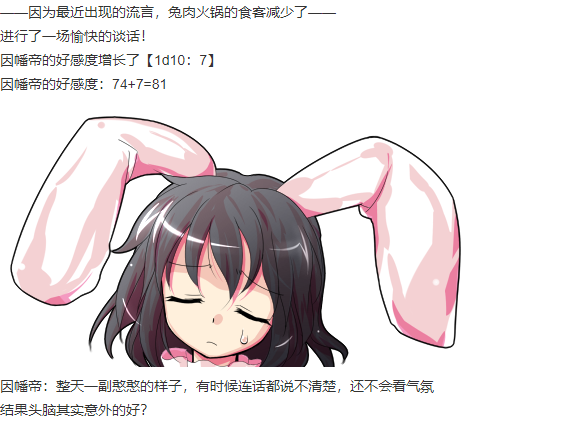 ——因为最近出现的流言，兔肉火锅的食客减少了——
进行了一场愉快的谈话！
因幡帝的好感度增长了【1d10：7】
因幡帝的好感度：74+7=81
因幡帝：整天一副憨憨的样子，有时候连话都说不清楚，还不会看气氛
结果头脑其实意外的好？